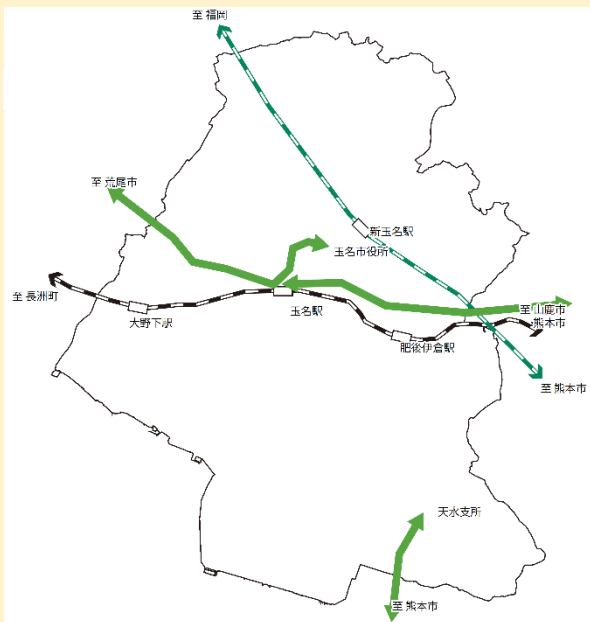 至 福岡
至 荒尾市
新玉名駅
玉名市役所
至 長洲町
大野下駅
玉名駅
至 山鹿市
熊本市
肥後伊倉駅
至 熊本市
天水支所
至 熊本市